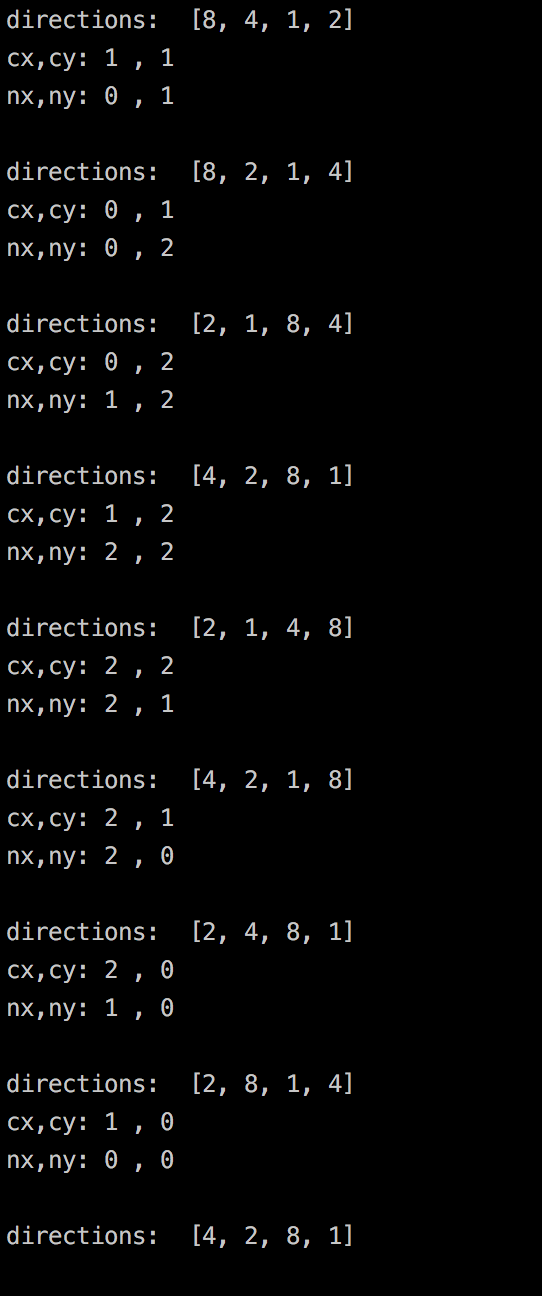 directions:  [8, 4, 1, 2]
cx,cy: 1 , 1
nx,ny: 0 , 1
directions:  [8, 2, 1, 4]
cx,cy: 0 , 1
nx,ny: 0 , 2
directions:  [2, 1, 8, 4]
cx,cy: 0 , 2
nx,ny: 1 , 2
directions:  [4, 2, 8, 1]
cx,cy: 1 , 2
nx,ny: 2 , 2
directions:  [2, 1, 4, 8]
cx,cy: 2 , 2
nx,ny: 2 , 1
directions:  [4, 2, 1, 8]
cx,cy: 2 , 1
nx,ny: 2 , 0
directions:  [2, 4, 8, 1]
cx,cy: 2 , 0
nx,ny: 1 , 0
directions:  [2, 8, 1, 4]
cx,cy: 1 , 0
nx,ny: 0 , 0
directions:  [4, 2, 8, 1]